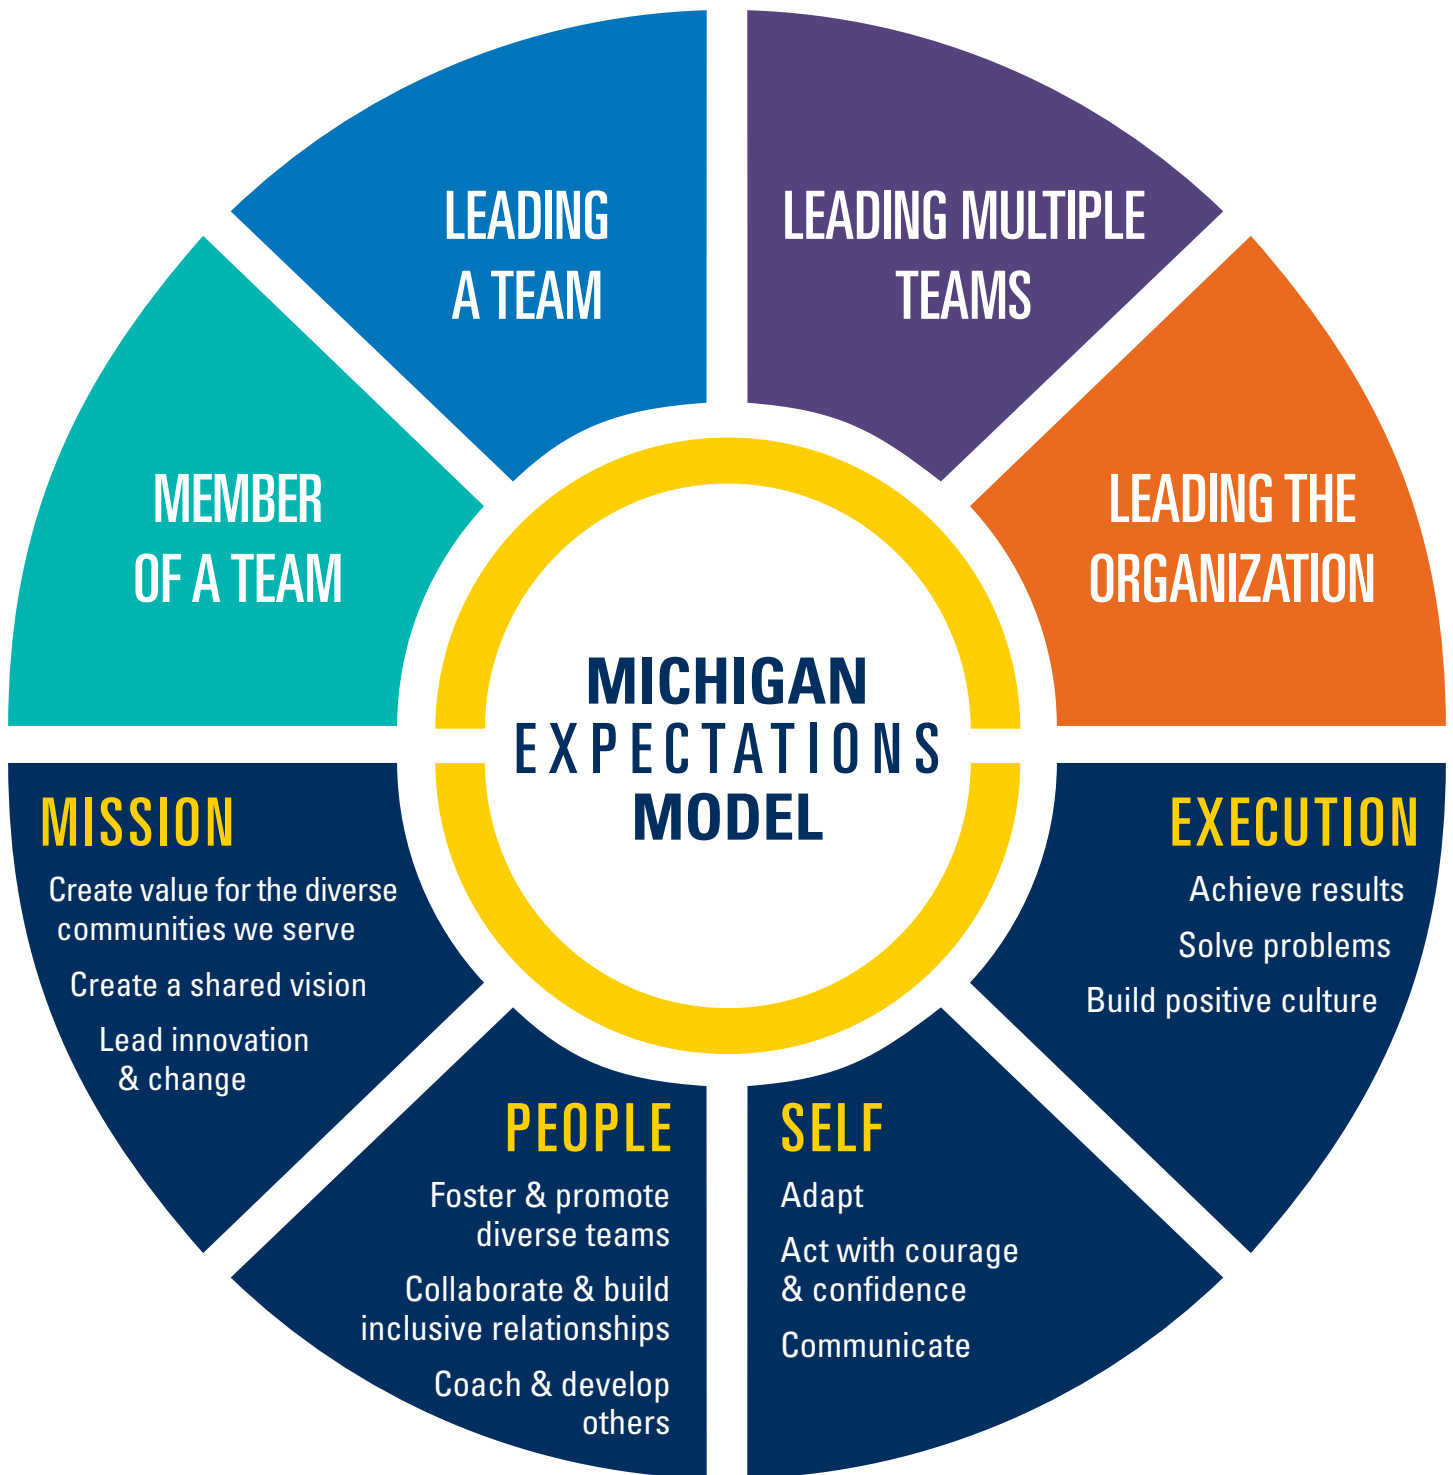 LEADING
A TEAM
LEADING MULTIPLE
TEAMS
MEMBER
OF A TEAM
LEADING THE
ORGANIZATION
MICHIGAN
EXPECTATIONS
MODEL
MISSION
Create value for the diverse
communities we serve
Create a shared vision
Lead innovation
& change
PEOPLE
Foster & promote
diverse teams
Collaborate & build
inclusive relationships
Coach & develop
others
SELF
Adapt
Act with courage
& confidence
Communicate
EXECUTION
Achieve results
Solve problems
Build positive culture